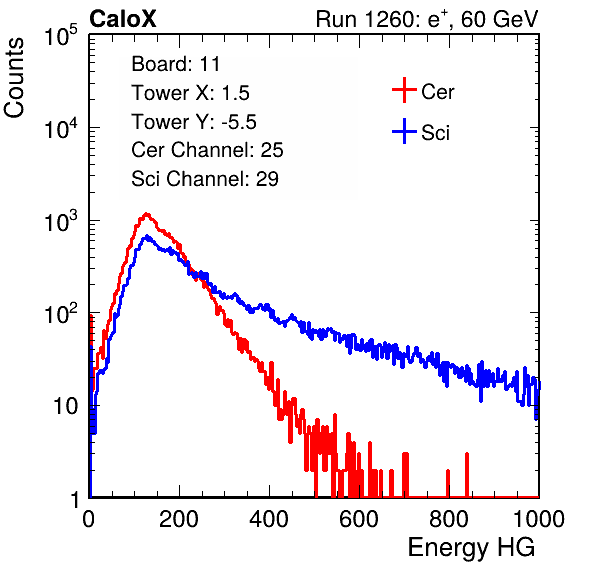 CaloX Run 1260: e⁺, 60 GeV
Counts
10⁵
10⁴
10³
10²
10
1
Board: 11
Tower X: 1.5
Tower Y: -5.5
Cer Channel: 25
Sci Channel: 29
Cer
Sci
0 200 400 600 800 1000
Energy HG